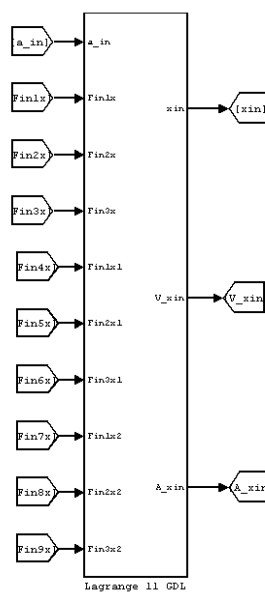 [a_in]
a_in
Fin1x]
Fin1x
xin
[xin]
Fin2x]
Fin2x
Fin3x]
Fin3x
Fin4x]
Fin1x1
V_xin
V_xin
Fin5x]
Fin2x1
Fin6x]
Fin3x1
Fin7x]
Fin1x2
Fin8x]
Fin2x2
A_xin
A_xin
Fin9x]
Fin3x2
Lagrange 11 GDL